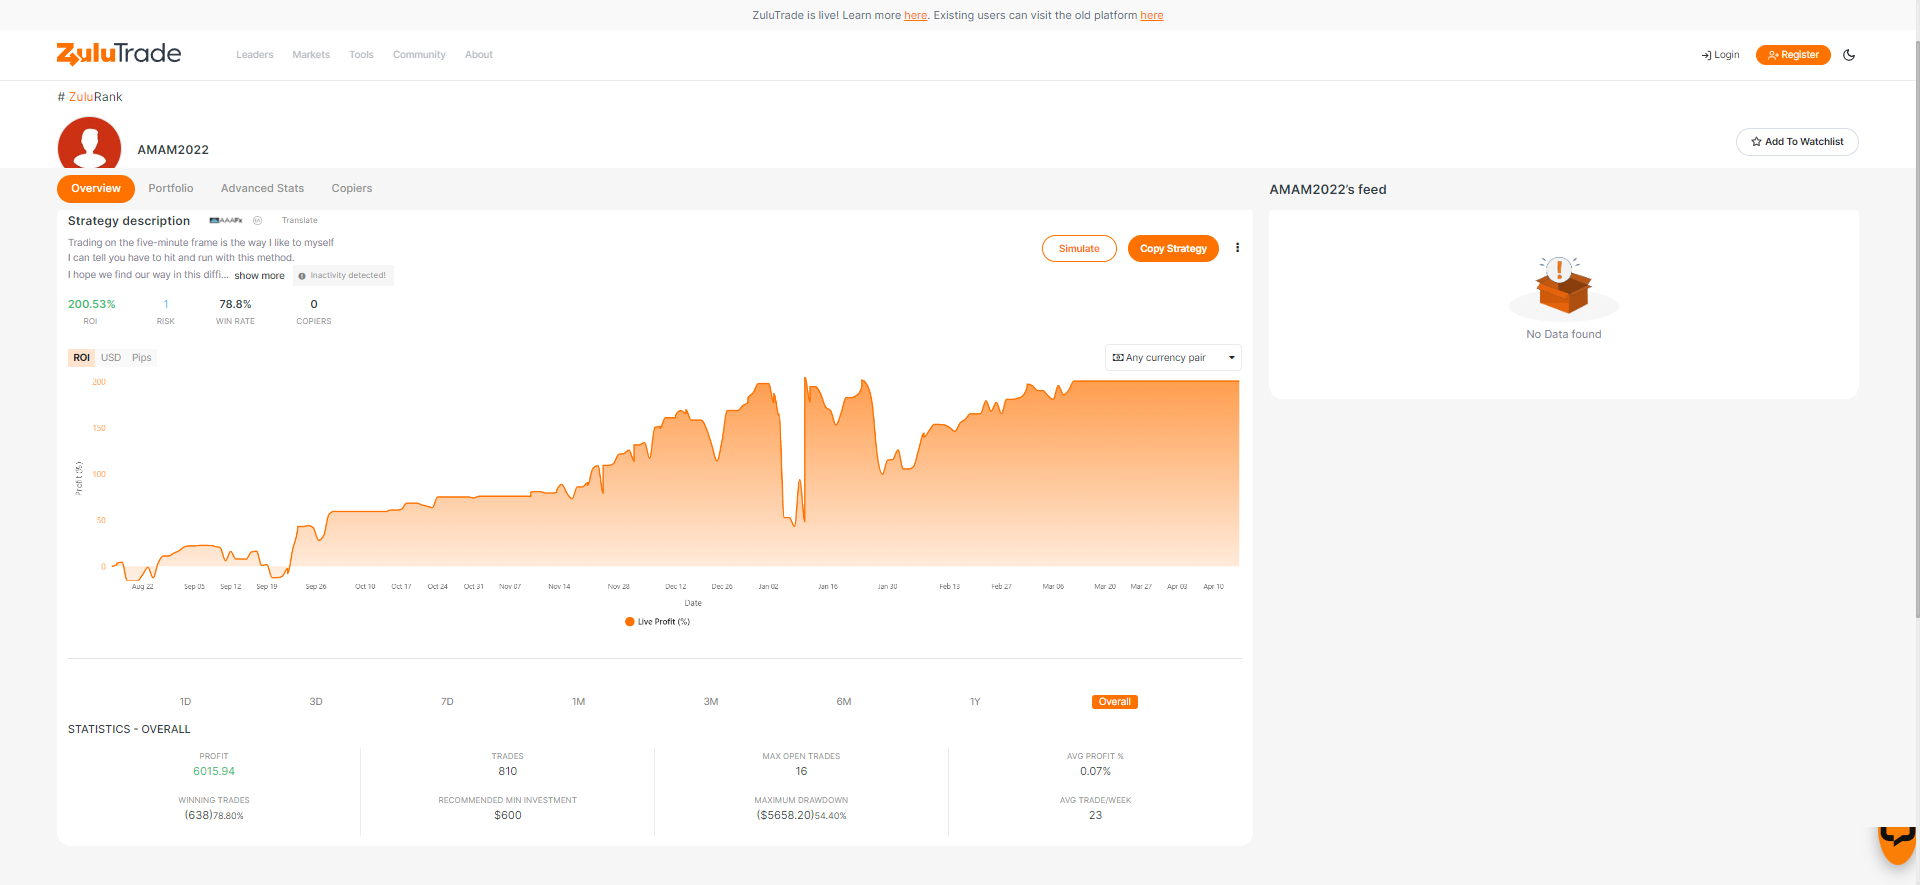 ZuluTrade is live! Learn more here. Existing users can visit the old platform here
ZuluTrade
Leaders Markets Tools Community About
Login Register
# ZuluRank
AMAM2022
Add To Watchlist
Overview Portfolio Advanced Stats Copiers
AMAM2022's feed
Strategy description AAAFx Translate
Trading on the five-minute frame is the way I like to myself
I can tell you have to hit and run with this method.
I hope we find our way in this diffi... show more Inactivity detected!
Simulate Copy Strategy
200.53% 1 78.8% 0
ROI RISK WIN RATE COPIERS
No Data found
ROI USD Pips
Any currency pair
200
150
100
50
0
Profit (%)
Aug 22 Sep 05 Sep 12 Sep 19 Sep 26 Oct 10 Oct 17 Oct 24 Oct 31 Nov 07 Nov 14 Nov 28 Dec 12 Dec 26 Jan 02 Jan 16 Jan 30 Feb 13 Feb 27 Mar 06 Mar 20 Mar 27 Apr 03 Apr 10
Date
Live Profit (%)
1D 3D 7D 1M 3M 6M 1Y Overall
STATISTICS - OVERALL
PROFIT TRADES MAX OPEN TRADES AVG PROFIT %
6015.94 810 16 0.07%
WINNING TRADES RECOMMENDED MIN INVESTMENT MAXIMUM DRAWDOWN AVG TRADE/WEEK
(638)78.80% $600 ($5658.20)54.40% 23